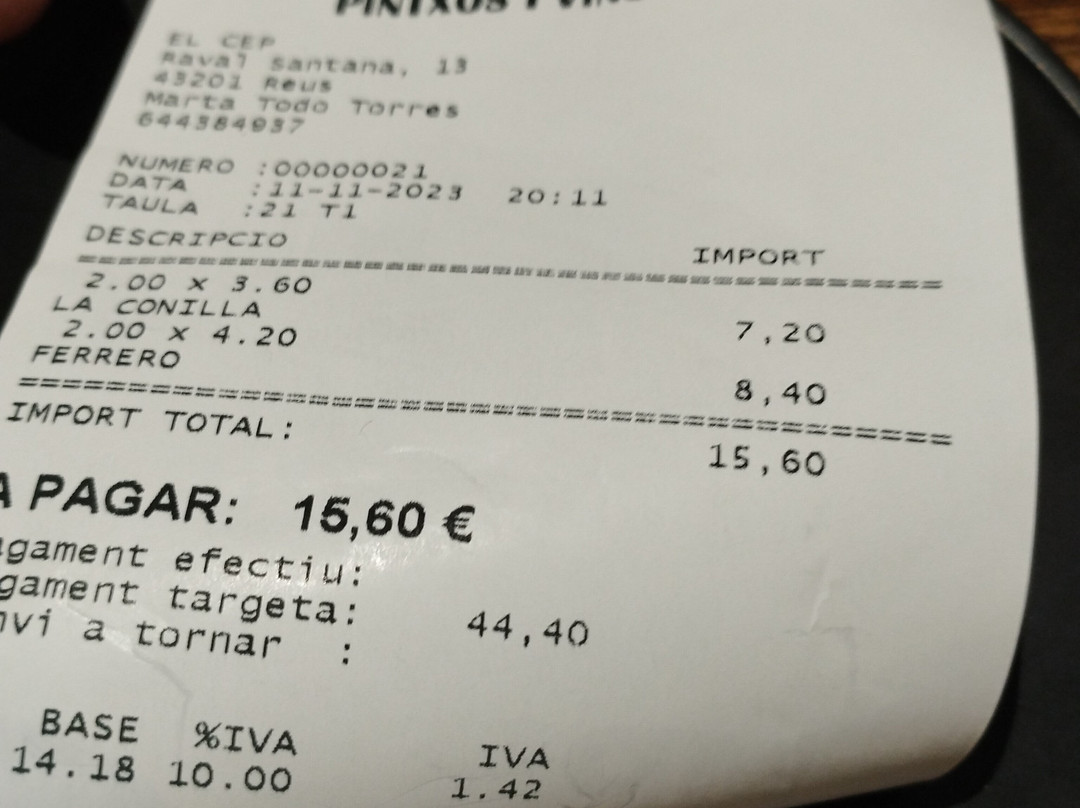 EL CEP
Raval Santana, 13
43201 Reus
Marta Todo Torres
644384937
NUMERO :00000021
DATA :11-11-2023 20:11
TAULA :21 T1
DESCRIPCIO IMPORT
2.00 x 3.60
LA CONILLA 7,20
2.00 x 4.20
FERRERO 8,40
IMPORT TOTAL: 15,60
A PAGAR: 15,60 €
agament efectiu:
gament targeta: 44,40
nvi a tornar :
BASE %IVA IVA
14.18 10.00 1.42